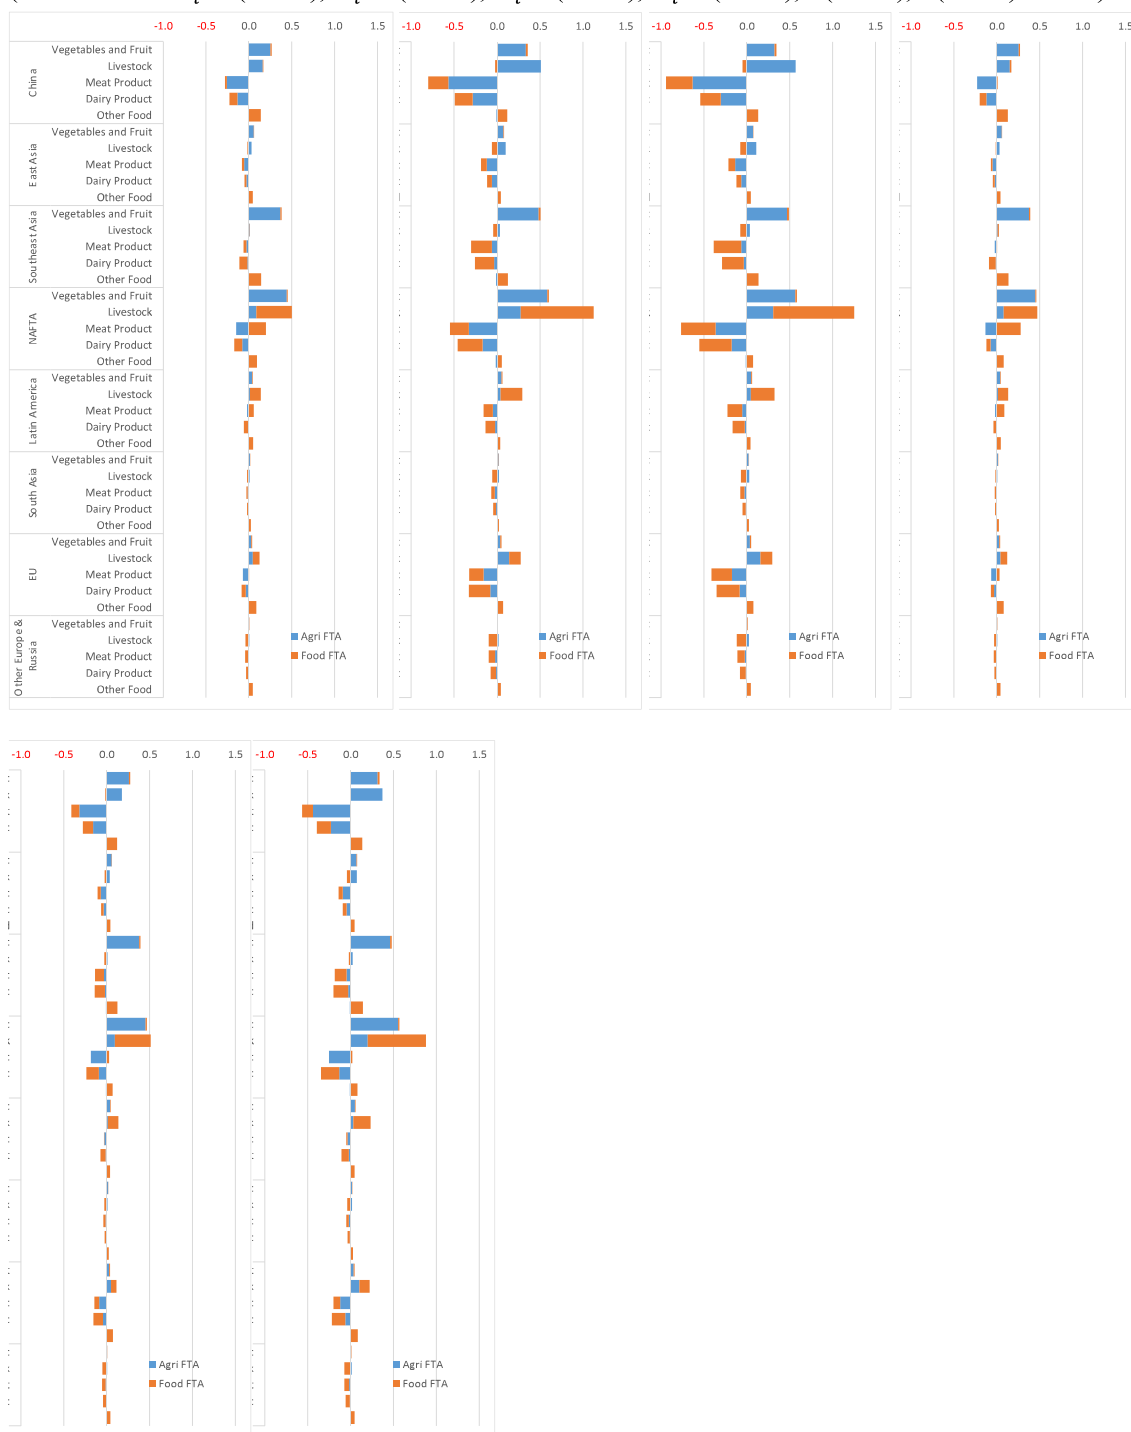 -1.0 -0.5 0.0 0.5 1.0 1.5 -1.0 -0.5 0.0 0.5 1.0 1.5 -1.0 -0.5 0.0 0.5 1.0 1.5 -1.0 -0.5 0.0 0.5 1.0 1.5
China
Vegetables and Fruit
Livestock
Meat Product
Dairy Product
Other Food
East Asia
Vegetables and Fruit
Livestock
Meat Product
Dairy Product
Other Food
Southeast Asia
Vegetables and Fruit
Livestock
Meat Product
Dairy Product
Other Food
NAFTA
Vegetables and Fruit
Livestock
Meat Product
Dairy Product
Other Food
Latin America
Vegetables and Fruit
Livestock
Meat Product
Dairy Product
Other Food
South Asia
Vegetables and Fruit
Livestock
Meat Product
Dairy Product
Other Food
EU
Vegetables and Fruit
Livestock
Meat Product
Dairy Product
Other Food
Other Europe &
Russia
Vegetables and Fruit
Livestock
Meat Product
Dairy Product
Other Food
Agri FTA
Food FTA
Agri FTA
Food FTA
Agri FTA
Food FTA
Agri FTA
Food FTA
-1.0 -0.5 0.0 0.5 1.0 1.5 -1.0 -0.5 0.0 0.5 1.0 1.5
Agri FTA
Food FTA
Agri FTA
Food FTA